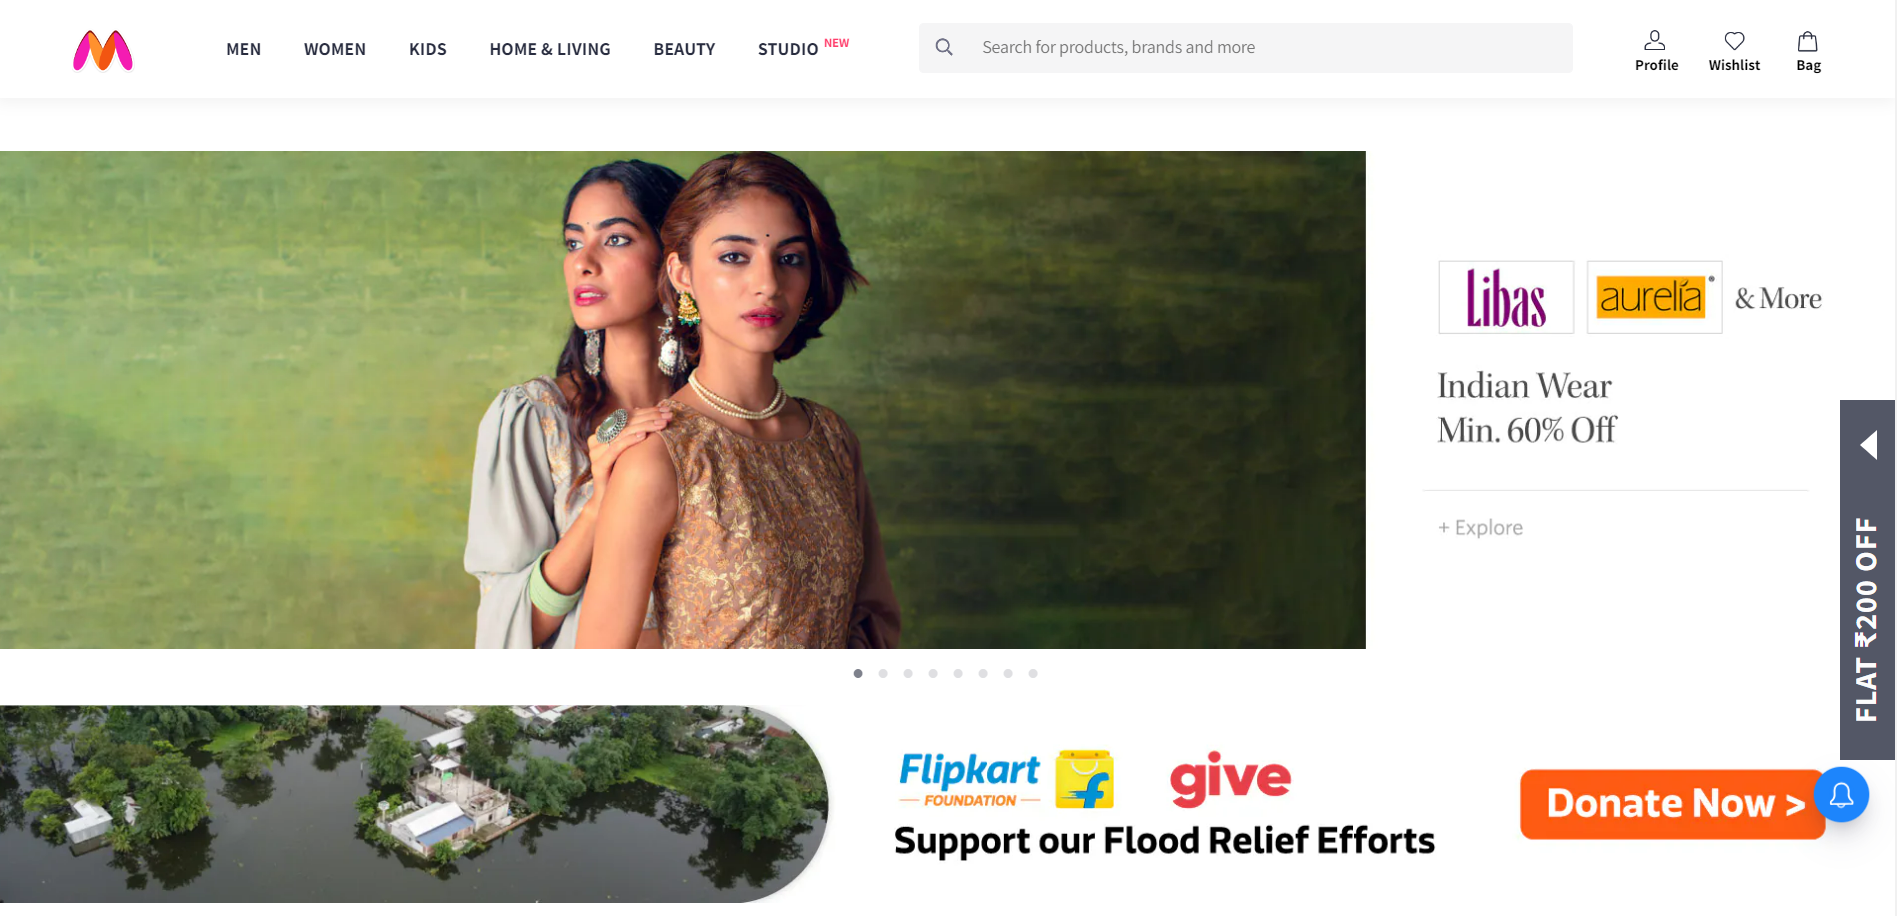 MEN WOMEN KIDS HOME & LIVING BEAUTY STUDIO NEW
Search for products, brands and more
Profile Wishlist Bag
Libas aurelia® & More
Indian Wear
Min. 60% Off
+ Explore
FLAT ₹200 OFF
Flipkart
FOUNDATION
give
Support our Flood Relief Efforts
Donate Now >